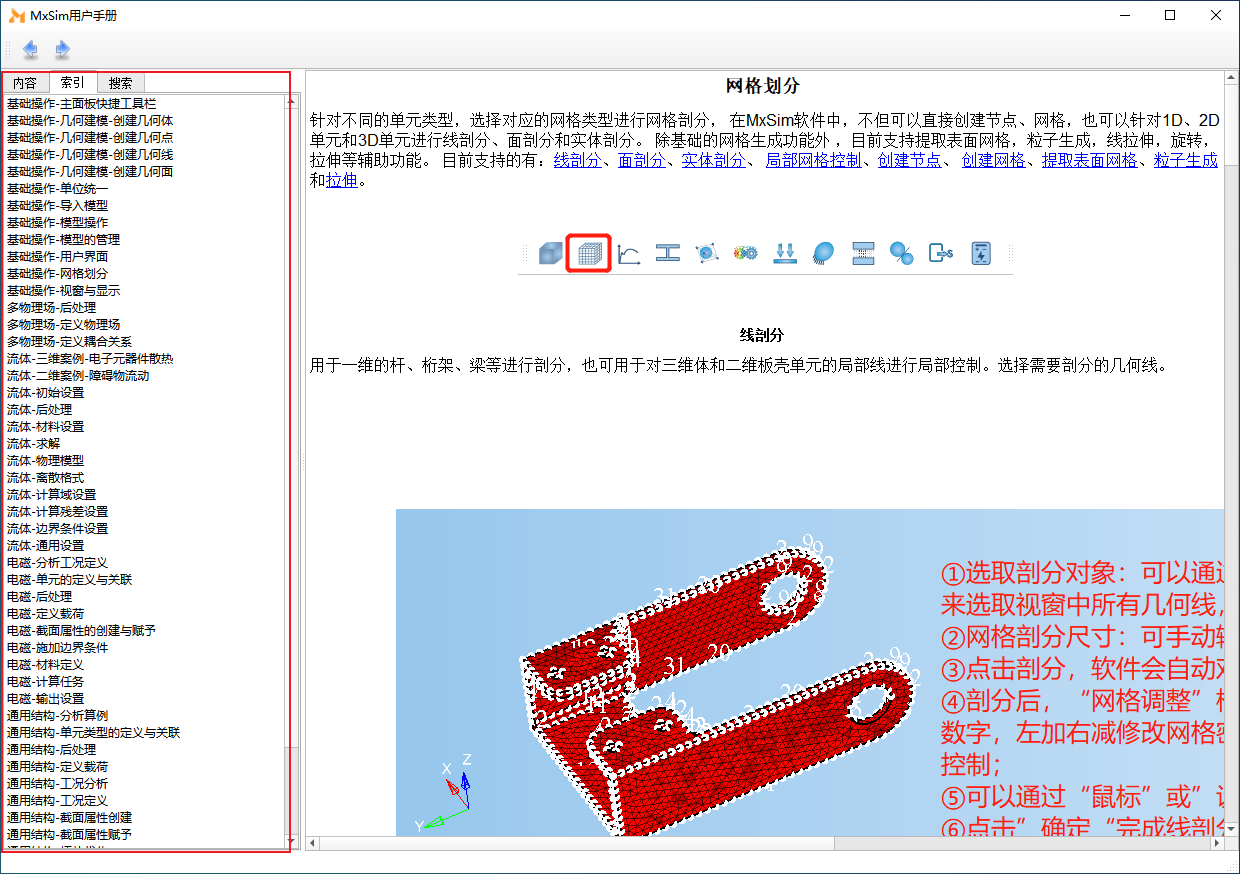 MxSim用户手册
内容 索引 搜索
基础操作-主面板快捷工具栏
基础操作-几何建模-创建几何体
基础操作-几何建模-创建几何点
基础操作-几何建模-创建几何线
基础操作-几何建模-创建几何面
基础操作-单位统一
基础操作-导入模型
基础操作-模型操作
基础操作-模型的管理
基础操作-用户界面
基础操作-网格划分
基础操作-视窗与显示
多物理场-后处理
多物理场-定义物理场
多物理场-定义耦合关系
流体-三维案例-电子元器件散热
流体-二维案例-障碍物流动
流体-初始设置
流体-后处理
流体-材料设置
流体-求解
流体-物理模型
流体-离散格式
流体-计算域设置
流体-计算残差设置
流体-边界条件设置
流体-通用设置
电磁-分析工况定义
电磁-单元的定义与关联
电磁-后处理
电磁-定义载荷
电磁-截面属性的创建与赋予
电磁-施加边界条件
电磁-材料定义
电磁-计算任务
电磁-输出设置
通用结构-分析算例
通用结构-单元类型的定义与关联
通用结构-后处理
通用结构-定义载荷
通用结构-工况分析
通用结构-工况定义
通用结构-截面属性创建
通用结构-截面属性赋予
网格划分
针对不同的单元类型，选择对应的网格类型进行网格剖分， 在MxSim软件中，不但可以直接创建节点、网格，也可以针对1D、2D
单元和3D单元进行线剖分、面剖分和实体剖分。 除基础的网格生成功能外 ，目前支持提取表面网格，粒子生成，线拉伸，旋转，
拉伸等辅助功能。 目前支持的有：线剖分、面剖分、实体剖分、 局部网格控制、创建节点、 创建网格、提取表面网格、粒子生成
和拉伸。
线剖分
用于一维的杆、桁架、梁等进行剖分，也可用于对三维体和二维板壳单元的局部线进行局部控制。选择需要剖分的几何线。
①选取剖分对象：可以通过
来选取视窗中所有几何线，
②网格剖分尺寸：可手动输
③点击剖分，软件会自动对
④剖分后，“网格调整”
数字，左加右减修改网格密
控制；
⑤可以通过“鼠标”或”
⑥点击”确定“完成线剖分
X
Z
Y
31
20